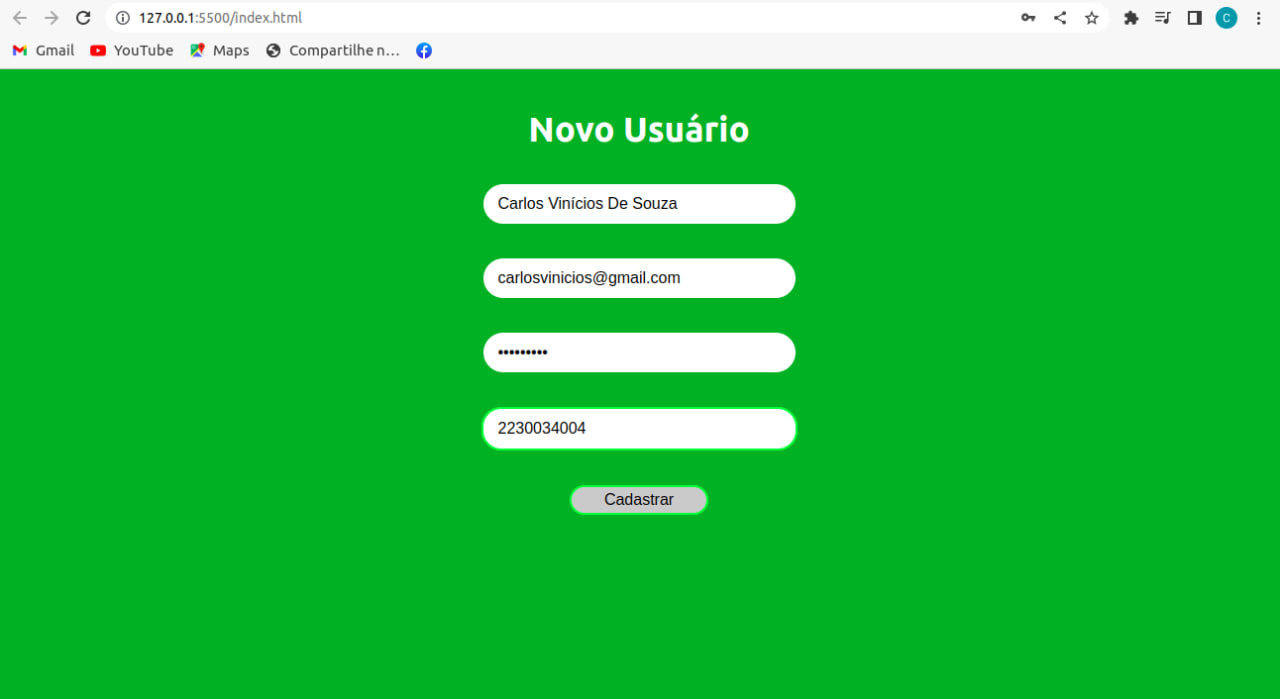 127.0.0.1:5500/index.html
C
Gmail YouTube Maps Compartilhe n...
Novo Usuário
Carlos Vinícios De Souza
carlosvinicios@gmail.com
•••••••••
2230034004
Cadastrar